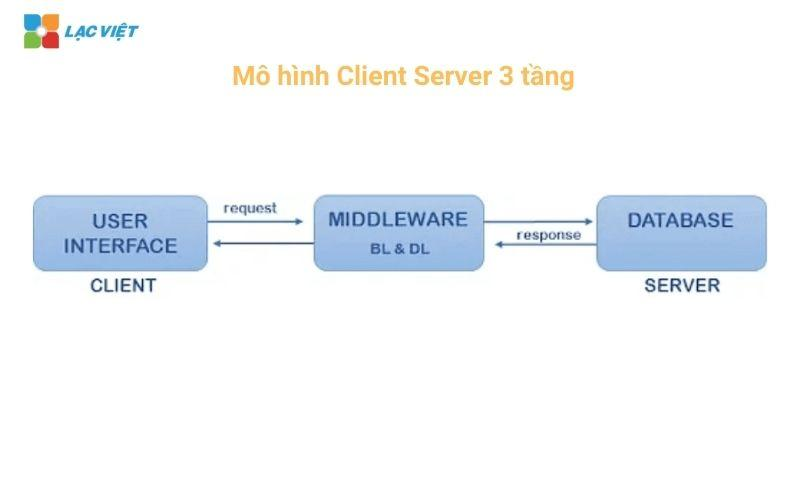 LẠC VIỆT
Mô hình Client Server 3 tầng
USER
INTERFACE
CLIENT
request
MIDDLEWARE
BL & DL
response
DATABASE
SERVER